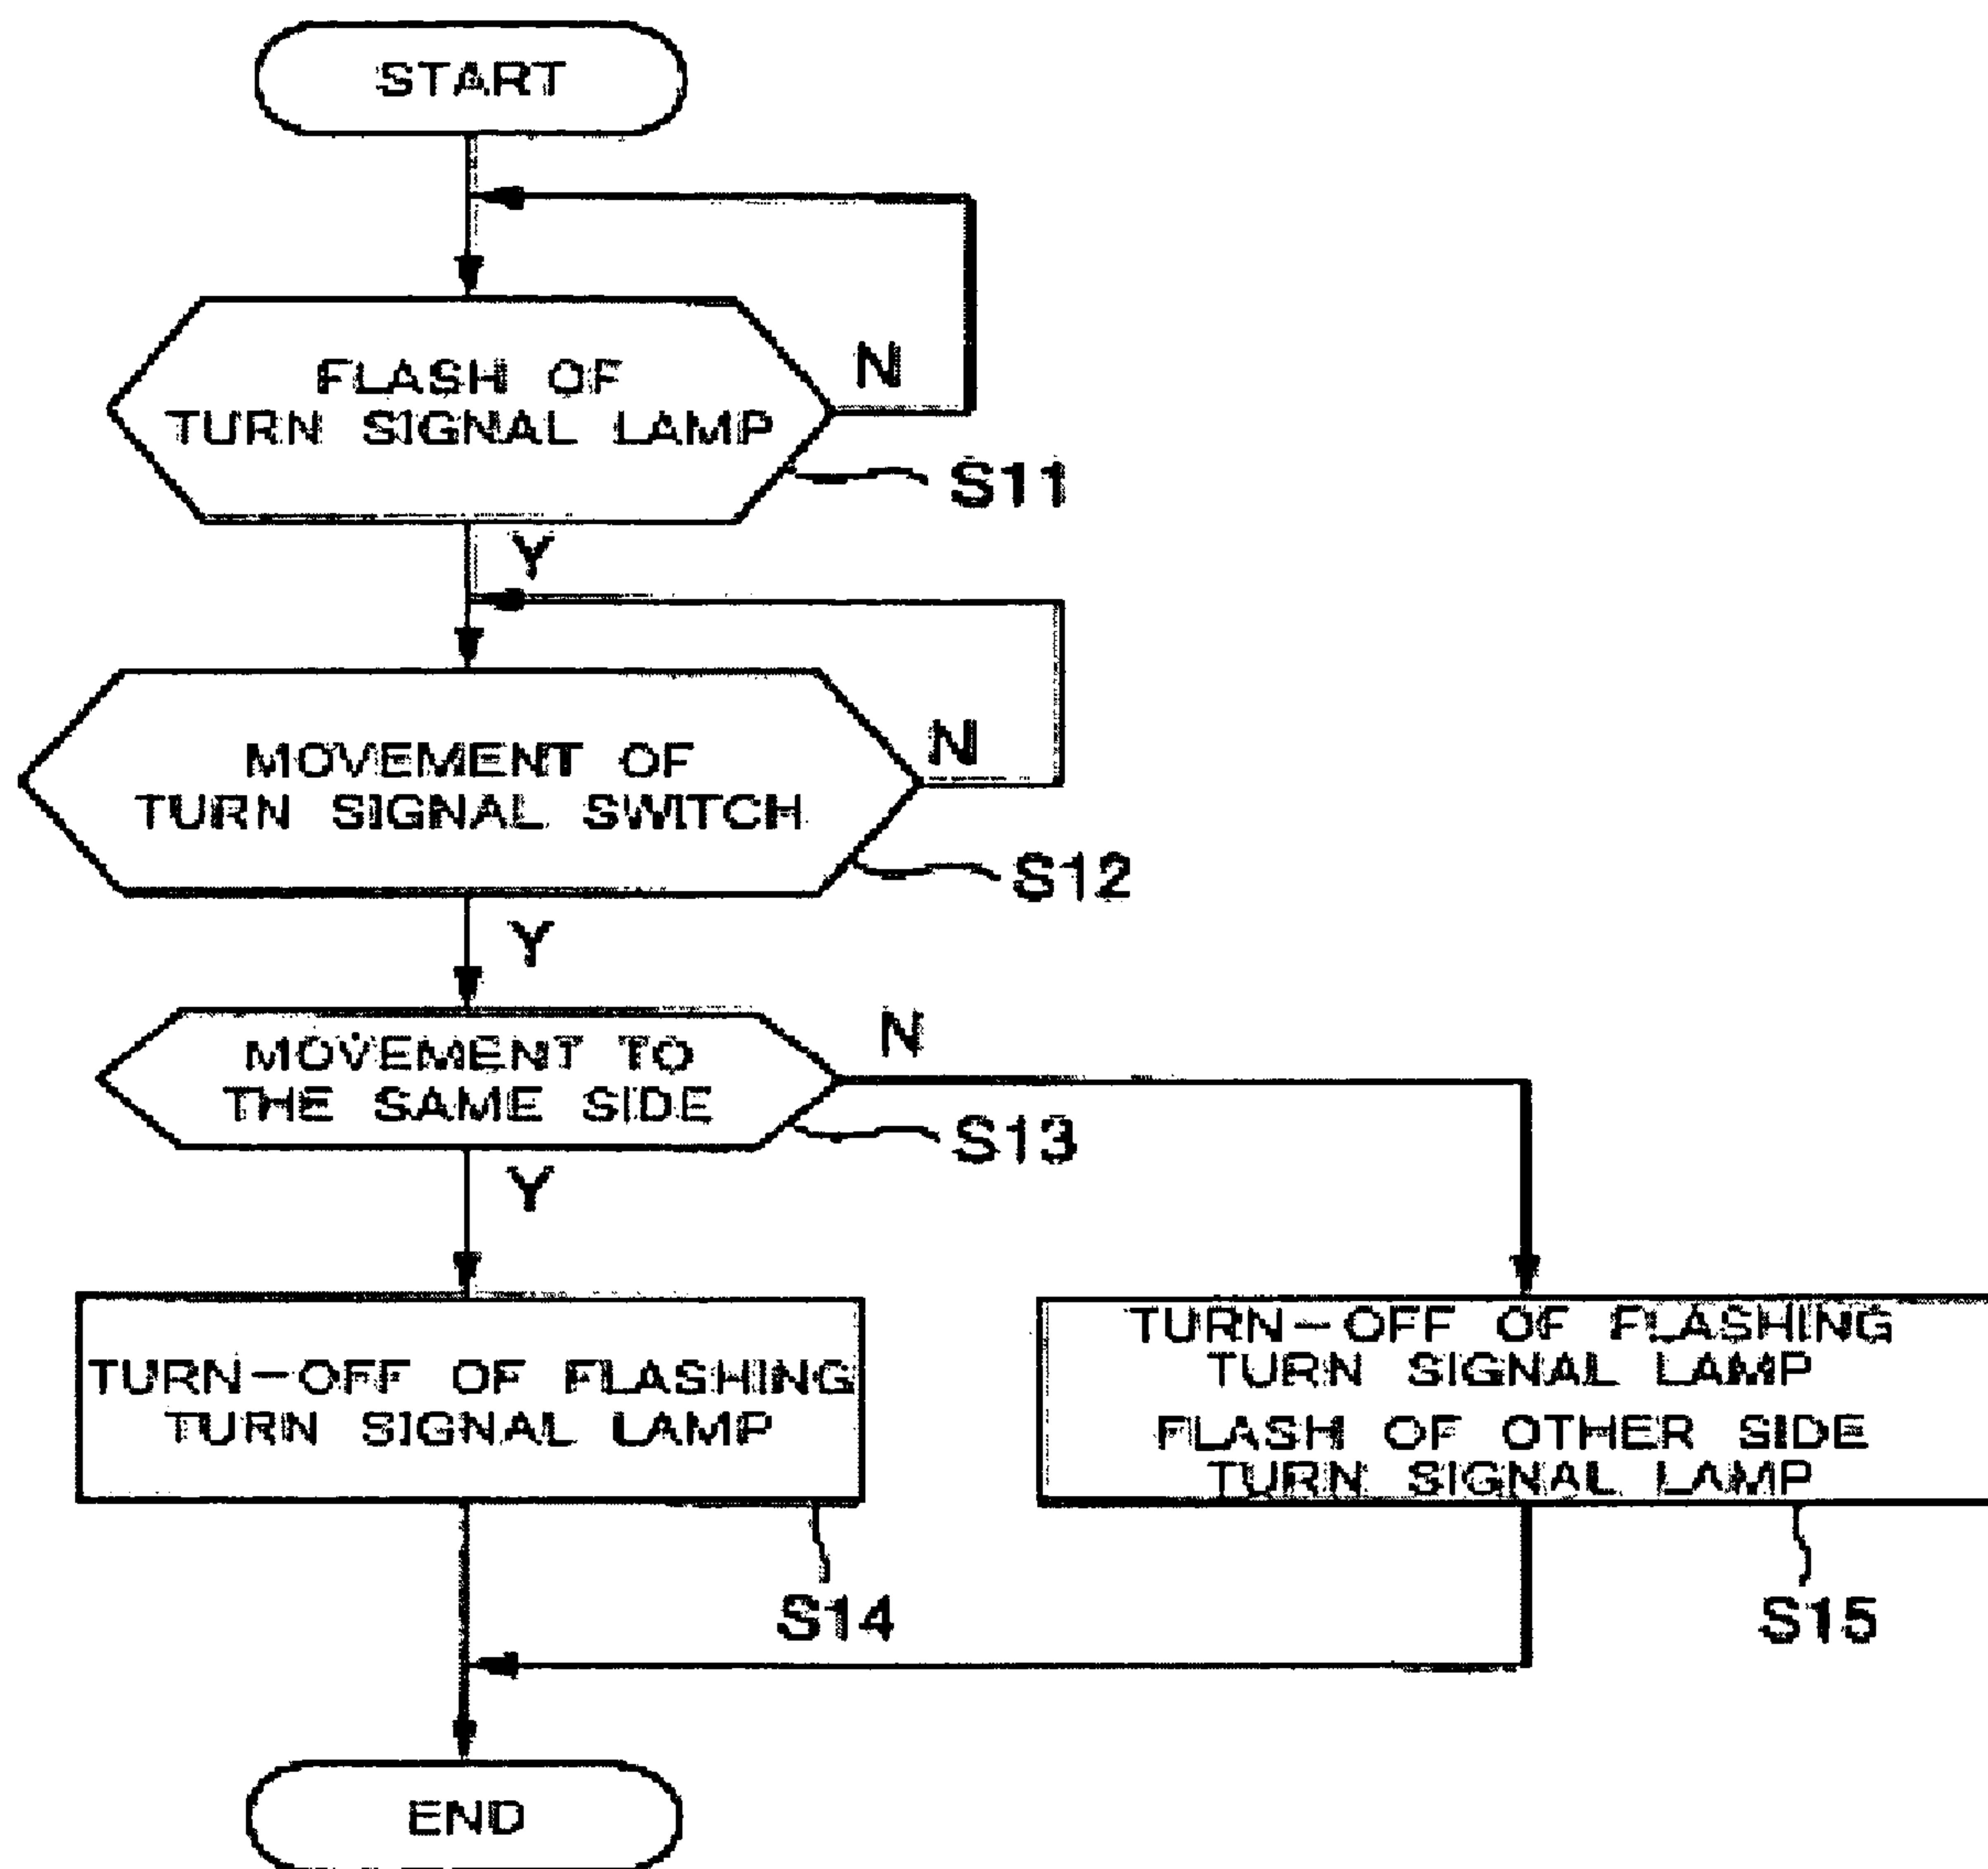 START
FLASH OF
TURN SIGNAL LAMP
N
S11
Y
MOVEMENT OF
TURN SIGNAL SWITCH
N
S12
Y
MOVEMENT TO
THE SAME SIDE
N
S13
Y
TURN-OFF OF FLASHING
TURN SIGNAL LAMP
S14
TURN-OFF OF FLASHING
TURN SIGNAL LAMP
FLASH OF OTHER SIDE
TURN SIGNAL LAMP
S15
END